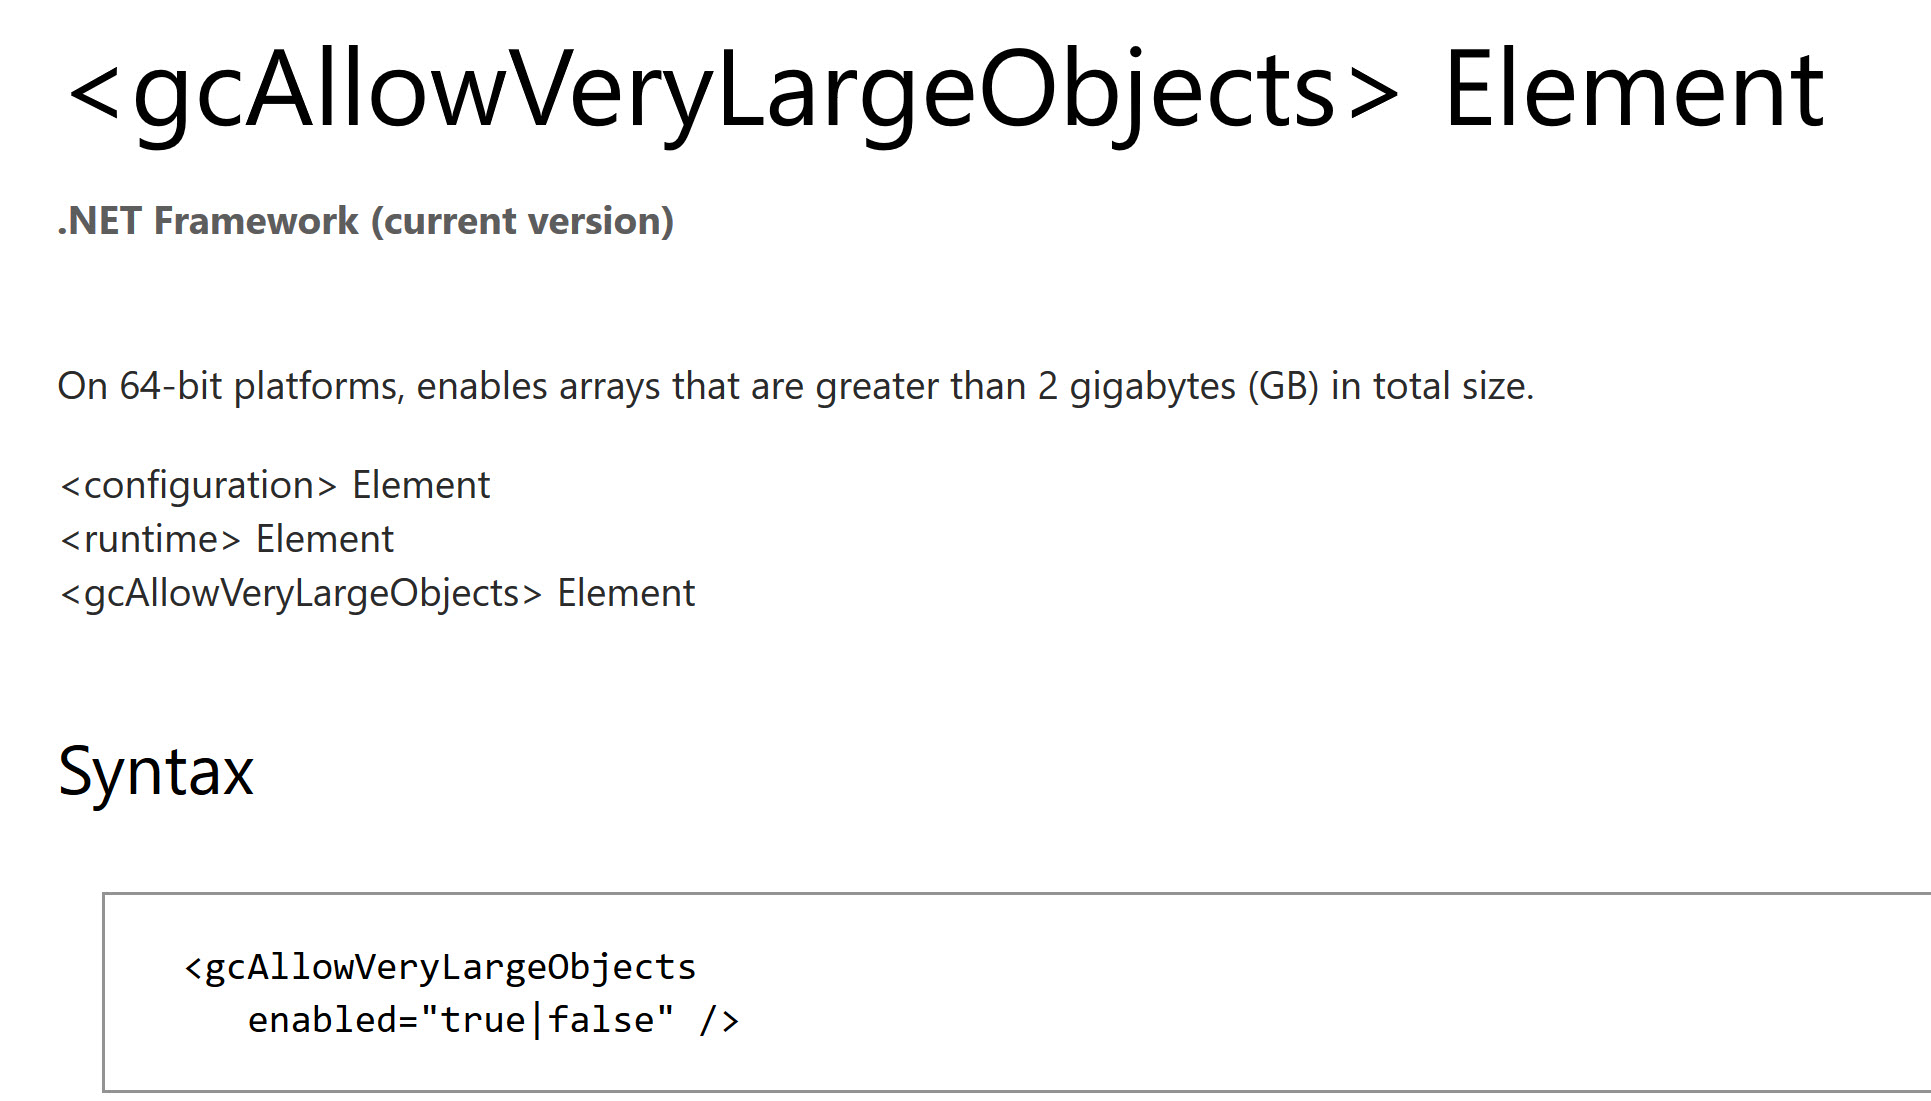 <gcAllowVeryLargeObjects> Element
.NET Framework (current version)
On 64-bit platforms, enables arrays that are greater than 2 gigabytes (GB) in total size.
<configuration> Element
<runtime> Element
<gcAllowVeryLargeObjects> Element
Syntax
<gcAllowVeryLargeObjects
   enabled="true|false" />